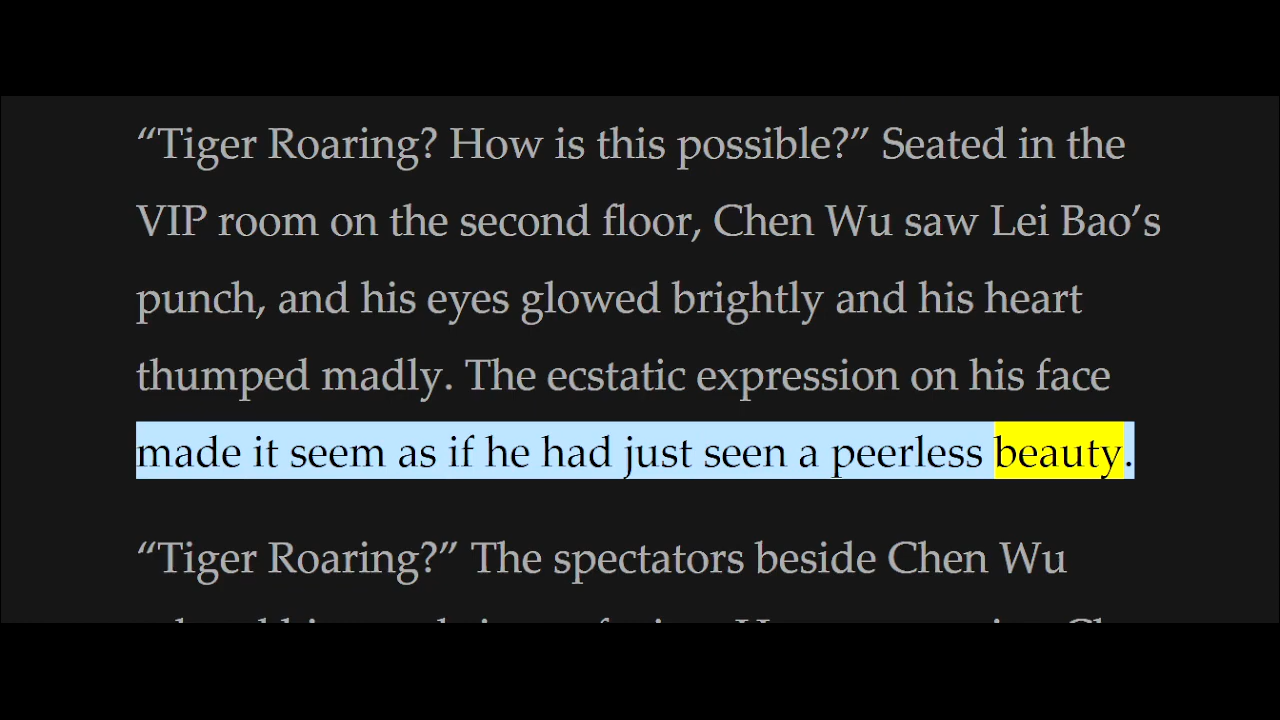 “Tiger Roaring? How is this possible?” Seated in the
VIP room on the second floor, Chen Wu saw Lei Bao’s
punch, and his eyes glowed brightly and his heart
thumped madly. The ecstatic expression on his face
made it seem as if he had just seen a peerless beauty.
“Tiger Roaring?” The spectators beside Chen Wu